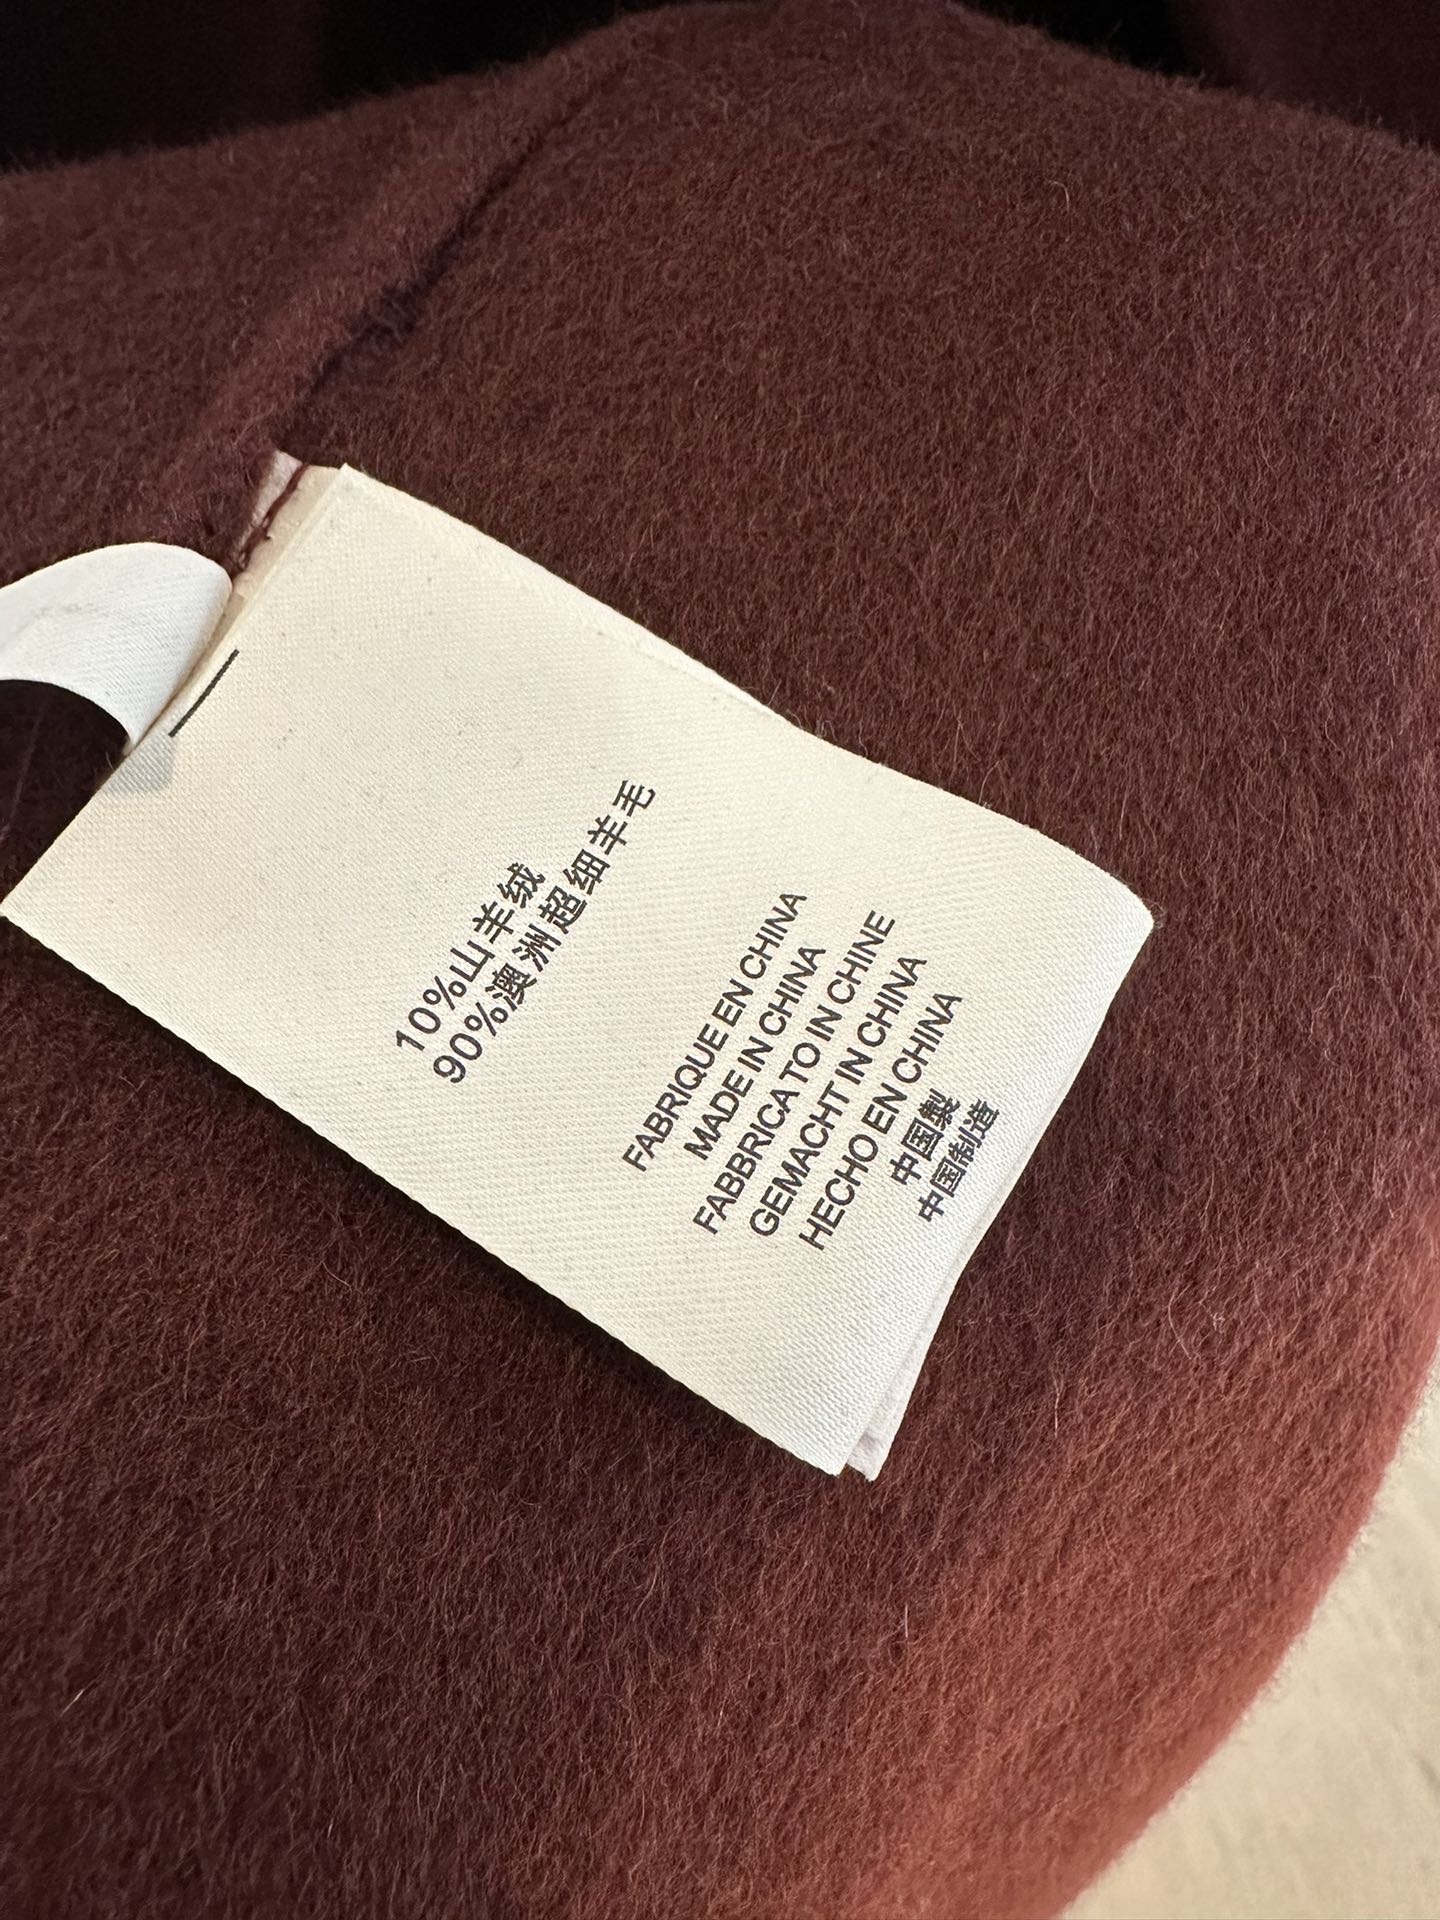 10%山羊绒
90%澳洲超细羊毛
FABRIQUE EN CHINA
MADE IN CHINA
FABBRICA TO IN CHINE
GEMACHT IN CHINA
HECHO EN CHINA
中国製
中国制造